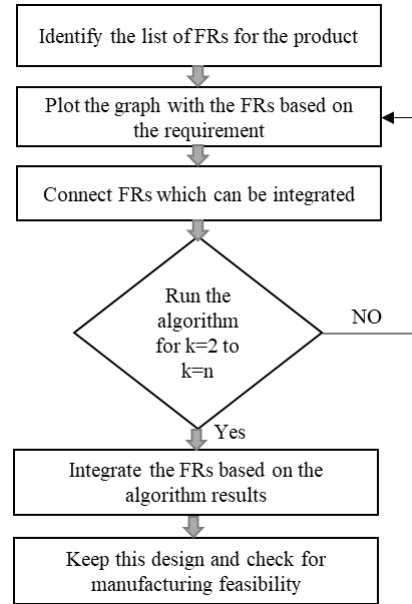 Identify the list of FRs for the product
Plot the graph with the FRs based on
the requirement
Connect FRs which can be integrated
Run the
algorithm
for k=2 to
k=n
NO
Yes
Integrate the FRs based on the
algorithm results
Keep this design and check for
manufacturing feasibility